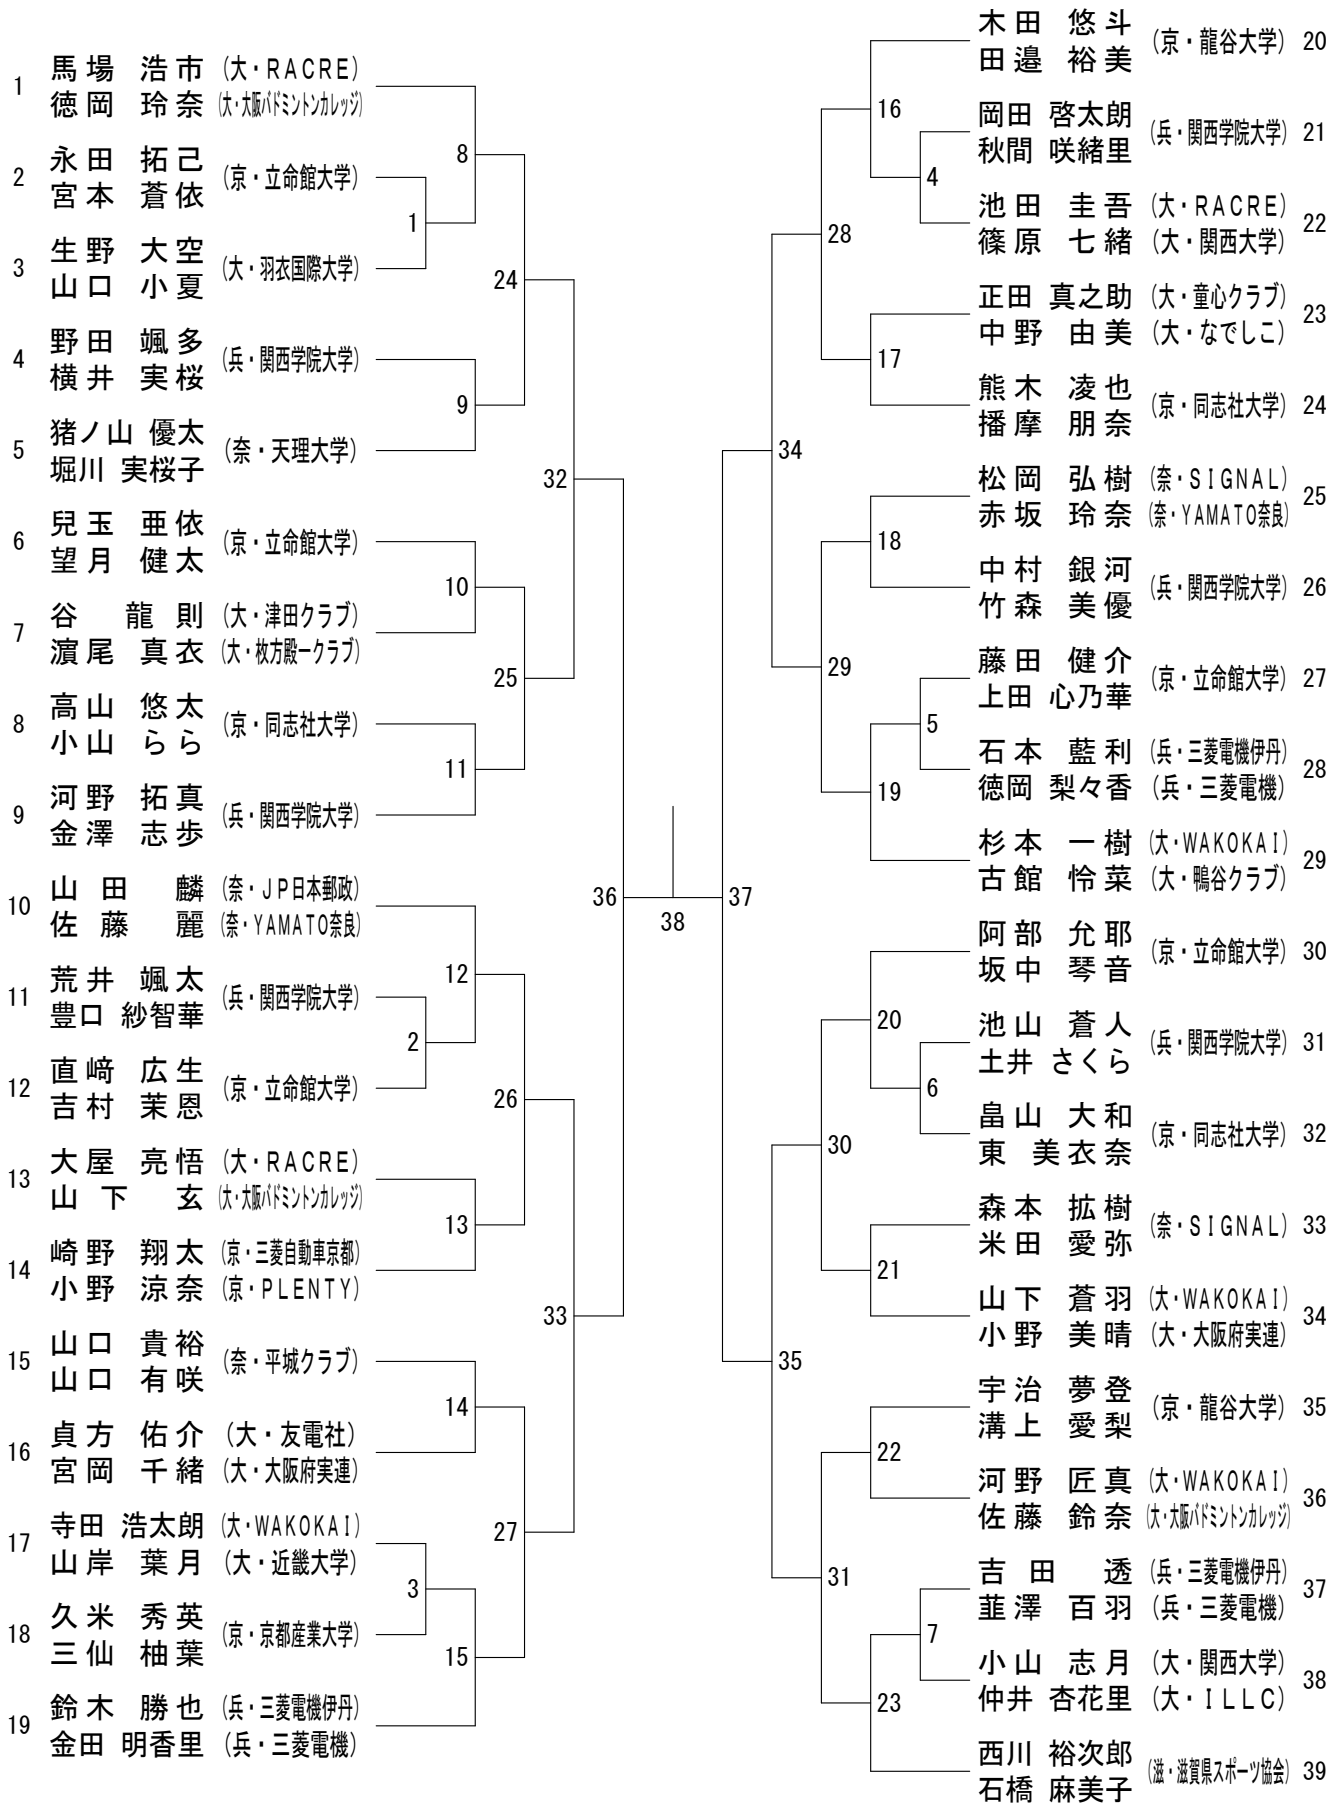 1 馬場 浩市 (大・RACRE)
徳岡 玲奈 (大・大阪バドミントンカレッジ)
2 永田 拓己 (京・立命館大学)
宮本 蒼依
3 生野 大空 (大・羽衣国際大学)
山口 小夏
4 野田 颯多 (兵・関西学院大学)
横井 実桜
5 猪ノ山 優太 (奈・天理大学)
堀川 実桜子
6 兒玉 亜依 (京・立命館大学)
望月 健太
7 谷 龍則 (大・津田クラブ)
濵尾 真衣 (大・枚方殿一クラブ)
8 高山 悠太 (京・同志社大学)
小山 らら
9 河野 拓真 (兵・関西学院大学)
金澤 志歩
10 山田 麟 (奈・JP日本郵政)
佐藤 麗 (奈・YAMATO奈良)
11 荒井 颯太 (兵・関西学院大学)
豊口 紗智華
12 直﨑 広生 (京・立命館大学)
吉村 茉恩
13 大屋 亮悟 (大・RACRE)
山下 玄 (大・大阪バドミントンカレッジ)
14 崎野 翔太 (京・三菱自動車京都)
小野 涼奈 (京・PLENTY)
15 山口 貴裕 (奈・平城クラブ)
山口 有咲
16 貞方 佑介 (大・友電社)
宮岡 千緒 (大・大阪府実連)
17 寺田 浩太朗 (大・WAKOKAI)
山岸 葉月 (大・近畿大学)
18 久米 秀英 (京・京都産業大学)
三仙 柚葉
19 鈴木 勝也 (兵・三菱電機伊丹)
金田 明香里 (兵・三菱電機)
8
1
24
9
32
10
25
11
36
12
2
26
13
33
14
27
3
15
38
37
16
4
28
17
34
18
29
5
19
20
6
30
21
35
22
31
7
23
木田 悠斗 (京・龍谷大学) 20
田邉 裕美
岡田 啓太朗 (兵・関西学院大学) 21
秋間 咲緒里
池田 圭吾 (大・RACRE) 22
篠原 七緒 (大・関西大学)
正田 真之助 (大・童心クラブ) 23
中野 由美 (大・なでしこ)
熊木 凌也 (京・同志社大学) 24
播摩 朋奈
松岡 弘樹 (奈・SIGNAL) 25
赤坂 玲奈 (奈・YAMATO奈良)
中村 銀河 (兵・関西学院大学) 26
竹森 美優
藤田 健介 (京・立命館大学) 27
上田 心乃華
石本 藍利 (兵・三菱電機伊丹) 28
徳岡 梨々香 (兵・三菱電機)
杉本 一樹 (大・WAKOKAI) 29
古館 怜菜 (大・鴨谷クラブ)
阿部 允耶 (京・立命館大学) 30
坂中 琴音
池山 蒼人 (兵・関西学院大学) 31
土井 さくら
畠山 大和 (京・同志社大学) 32
東 美衣奈
森本 拡樹 (奈・SIGNAL) 33
米田 愛弥
山下 蒼羽 (大・WAKOKAI) 34
小野 美晴 (大・大阪府実連)
宇治 夢登 (京・龍谷大学) 35
溝上 愛梨
河野 匠真 (大・WAKOKAI) 36
佐藤 鈴奈 (大・大阪バドミントンカレッジ)
吉田 透 (兵・三菱電機伊丹) 37
韮澤 百羽 (兵・三菱電機)
小山 志月 (大・関西大学) 38
仲井 杏花里 (大・ILLC)
西川 裕次郎 (滋・滋賀県スポーツ協会) 39
石橋 麻美子